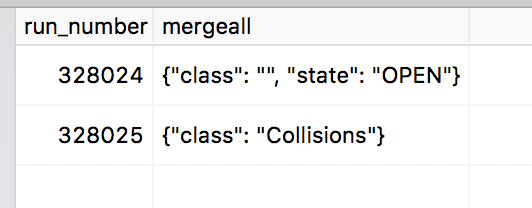 run_number mergeall
328024 {"class": "", "state": "OPEN"}
328025 {"class": "Collisions"}